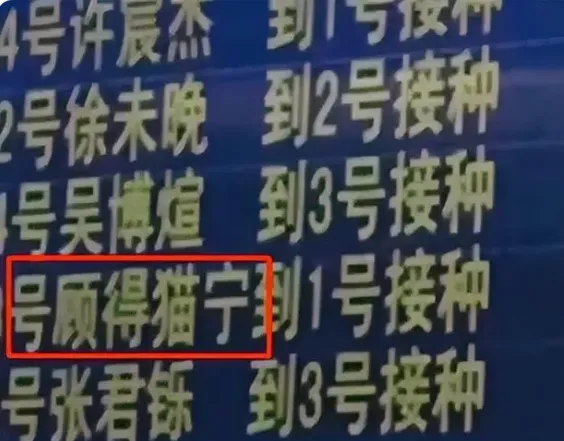 4号许宸杰 到1号接种
2号徐未晚 到2号接种
号吴博煊 到3号接种
号顾得猫宁到1号接种
号张君铄 到3号接种